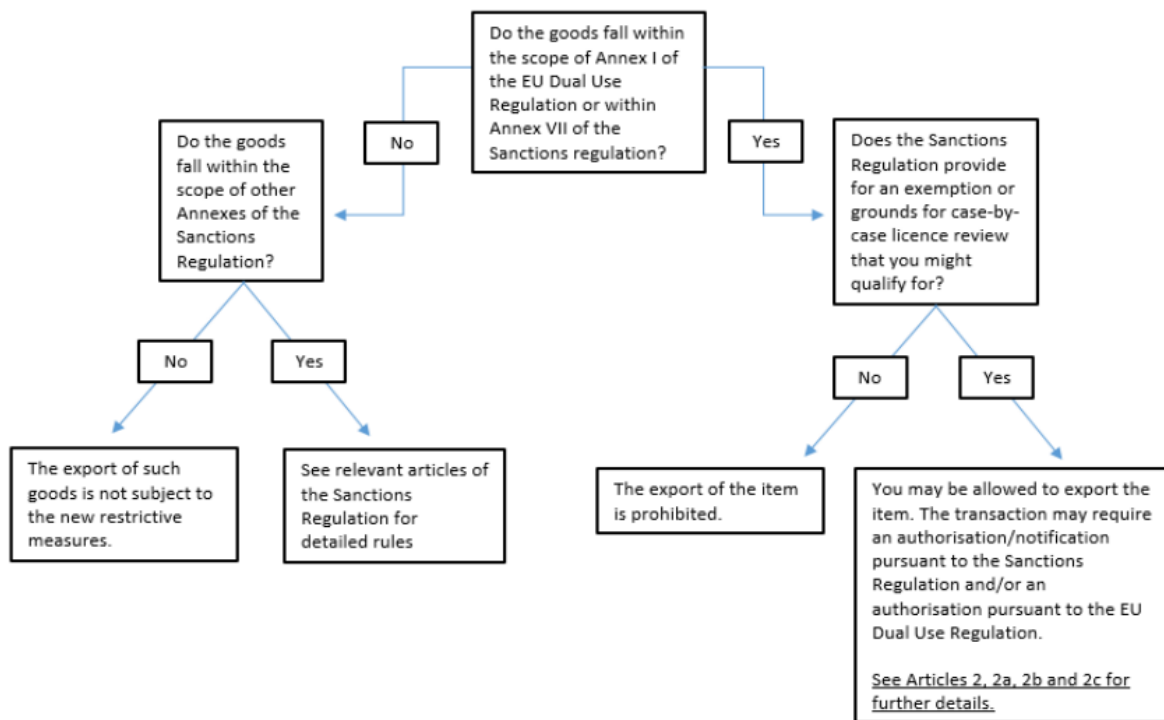 Do the goods fall within
the scope of Annex I of
the EU Dual Use
Regulation or within
Annex VII of the
Sanctions regulation?
No
Yes
Do the goods
fall within the
scope of other
Annexes of the
Sanctions
Regulation?
Does the Sanctions
Regulation provide
for an exemption or
grounds for case-by-
case licence review
that you might
qualify for?
No
Yes
No
Yes
The export of such
goods is not subject to
the new restrictive
measures.
See relevant articles of
the Sanctions
Regulation for
detailed rules
The export of the item
is prohibited.
You may be allowed to export the
item. The transaction may require
an authorisation/notification
pursuant to the Sanctions
Regulation and/or an
authorisation pursuant to the EU
Dual Use Regulation.
See Articles 2, 2a, 2b and 2c for
further details.